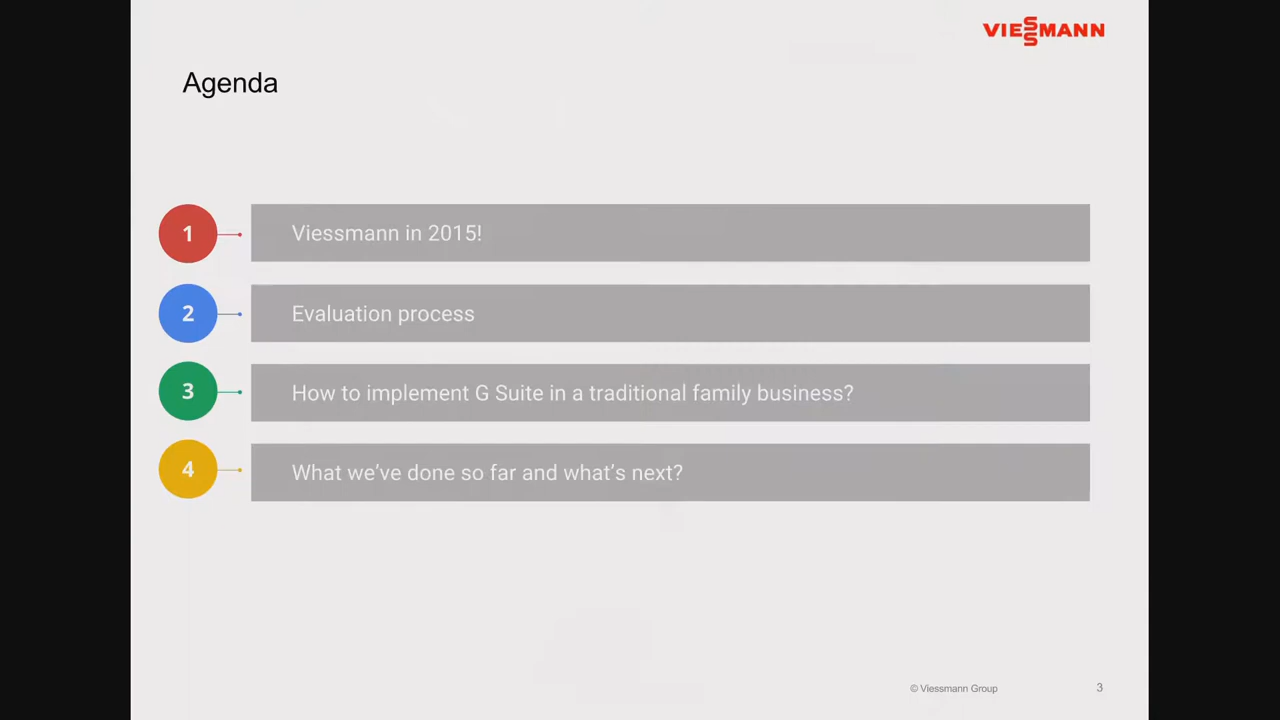 VIESSMANN
Agenda
1
Viessmann in 2015!
2
Evaluation process
3
How to implement G Suite in a traditional family business?
4
What we’ve done so far and what’s next?
© Viessmann Group
3